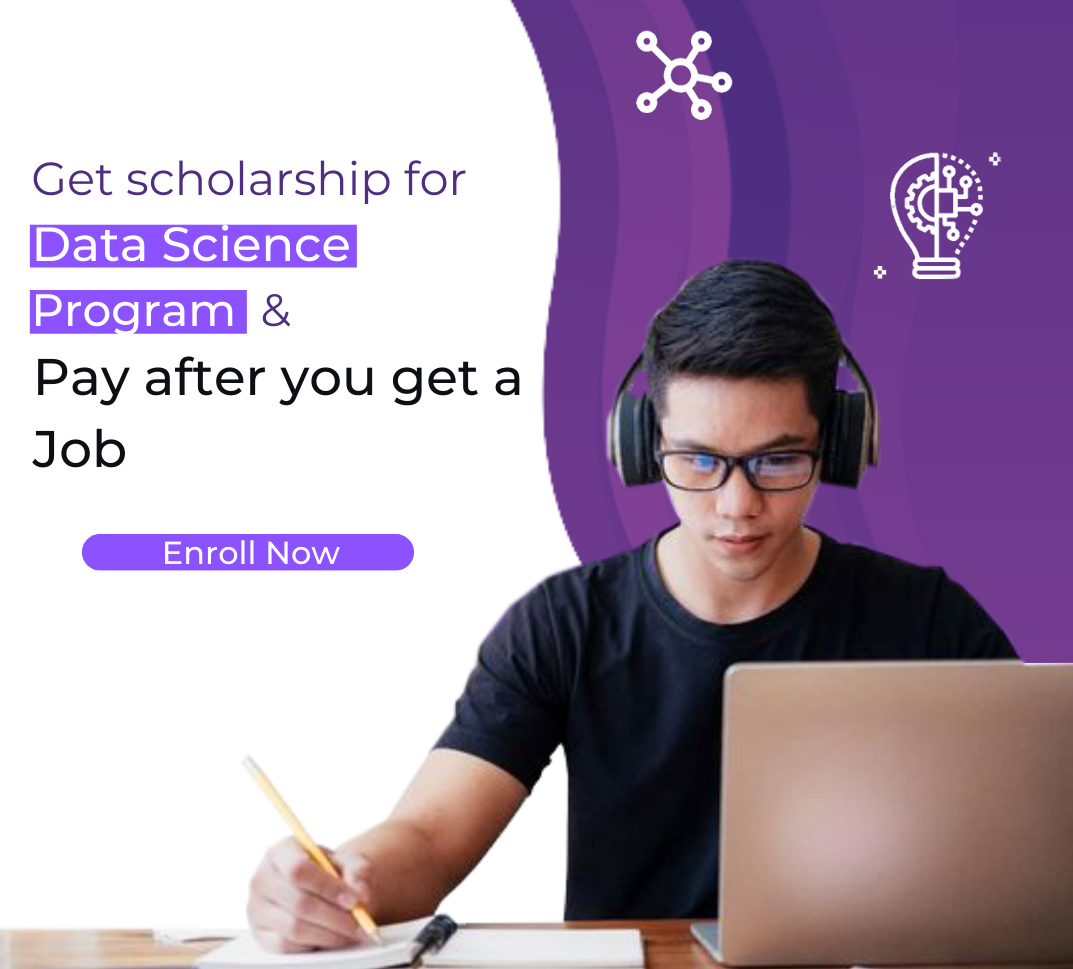 Get scholarship for
Data Science
Program &
Pay after you get a
Job
Enroll Now